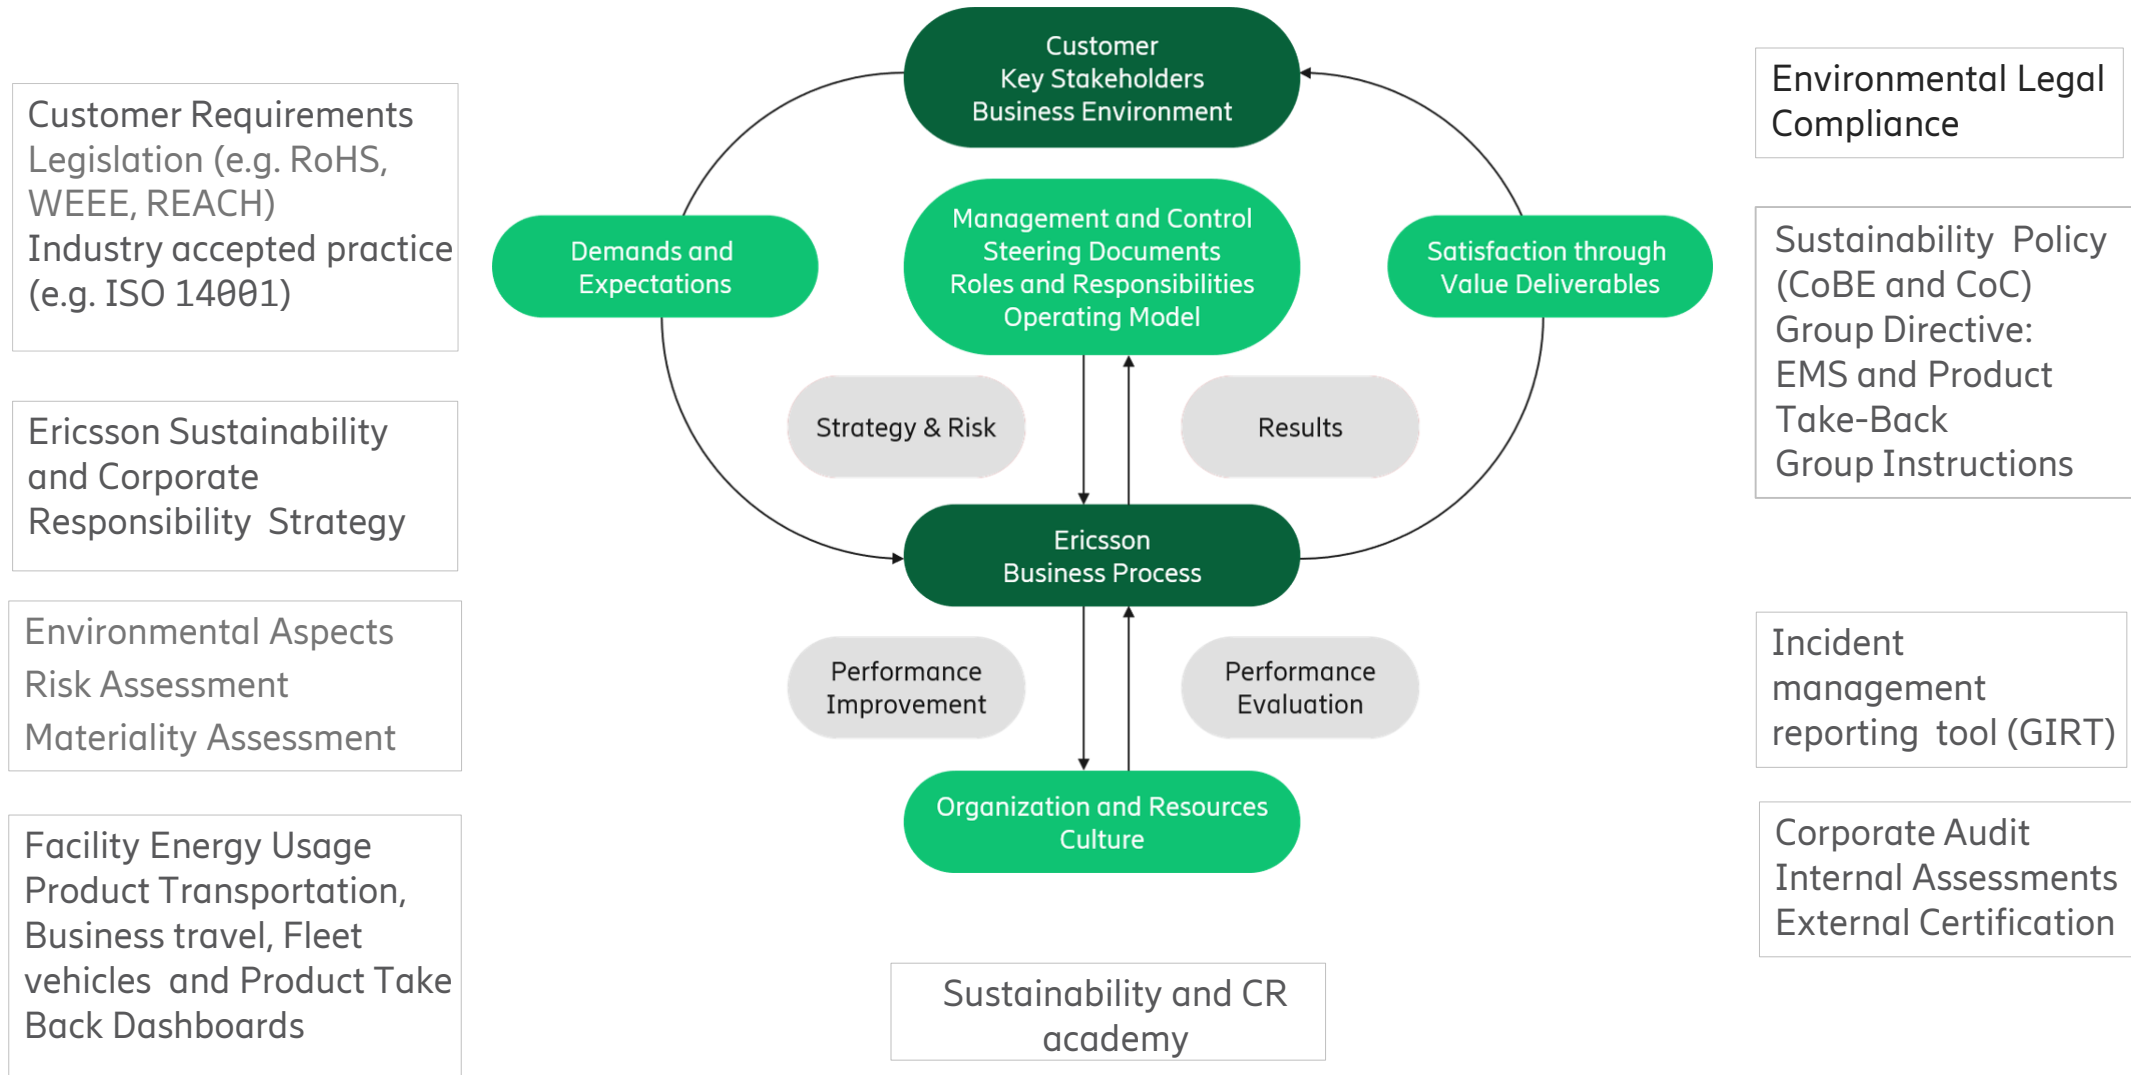 Customer
Key Stakeholders
Business Environment
Customer Requirements
Legislation (e.g. RoHS,
WEEE, REACH)
Industry accepted practice
(e.g. ISO 14001)
Environmental Legal
Compliance
Demands and
Expectations
Management and Control
Steering Documents
Roles and Responsibilities
Operating Model
Satisfaction through
Value Deliverables
Sustainability Policy
(CoBE and CoC)
Group Directive:
EMS and Product
Take-Back
Group Instructions
Ericsson Sustainability
and Corporate
Responsibility Strategy
Strategy & Risk
Results
Ericsson
Business Process
Environmental Aspects
Risk Assessment
Materiality Assessment
Performance
Improvement
Performance
Evaluation
Incident
management
reporting tool (GIRT)
Organization and Resources
Culture
Facility Energy Usage
Product Transportation,
Business travel, Fleet
vehicles and Product Take
Back Dashboards
Corporate Audit
Internal Assessments
External Certification
Sustainability and CR
academy